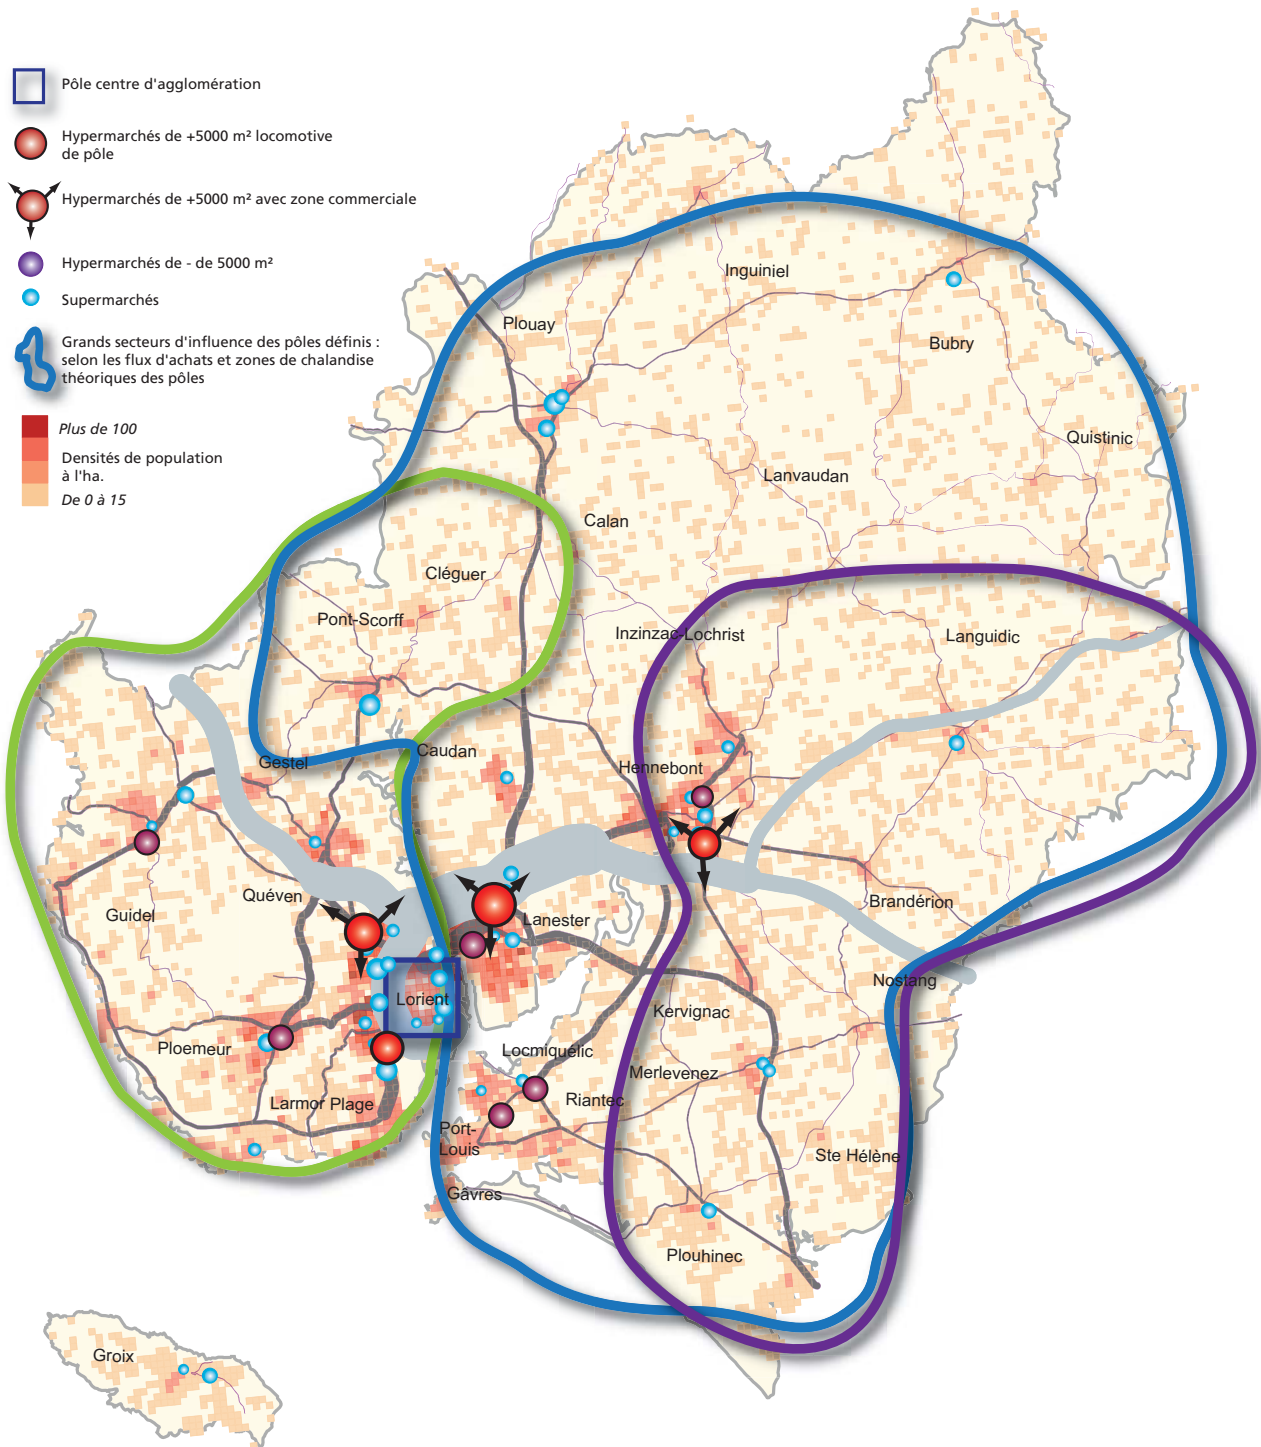 Pôle centre d'agglomération
Hypermarchés de +5000 m² locomotive
de pôle
Hypermarchés de +5000 m² avec zone commerciale
Hypermarchés de - de 5000 m²
Supermarchés
Grands secteurs d'influence des pôles définis :
selon les flux d'achats et zones de chalandise
théoriques des pôles
Plus de 100
Densités de population
à l'ha.
De 0 à 15
Inguiniel
Plouay
Bubry
Quistinic
Lanvaudan
Calan
Cléguer
Pont-Scorff
Inzinzac-Lochrist
Languidic
Caudan
Gestel
Hennebont
Quéven
Brandérion
Guidel
Lanester
Nostang
Lorient
Kervignac
Ploemeur
Locmiquélic
Merlevenez
Larmor Plage
Riantec
Port-
Louis
Ste Hélène
Gâvres
Plouhinec
Groix